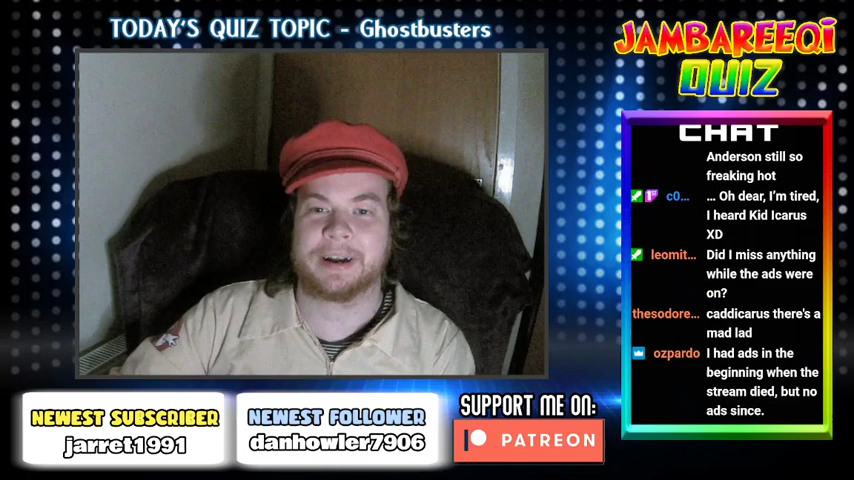 TODAY'S QUIZ TOPIC - Ghostbusters
JAMBAREEQi
QUIZ
CHAT
Anderson still so
freaking hot
c0... … Oh dear, I'm tired,
I heard Kid Icarus
XD
leomit... Did I miss anything
while the ads were
on?
thesodore... caddicarus there's a
mad lad
ozpardo I had ads in the
beginning when the
stream died, but no
ads since.
NEWEST SUBSCRIBER
jarret1991
NEWEST FOLLOWER
danhowler7906
SUPPORT ME ON:
PATREON